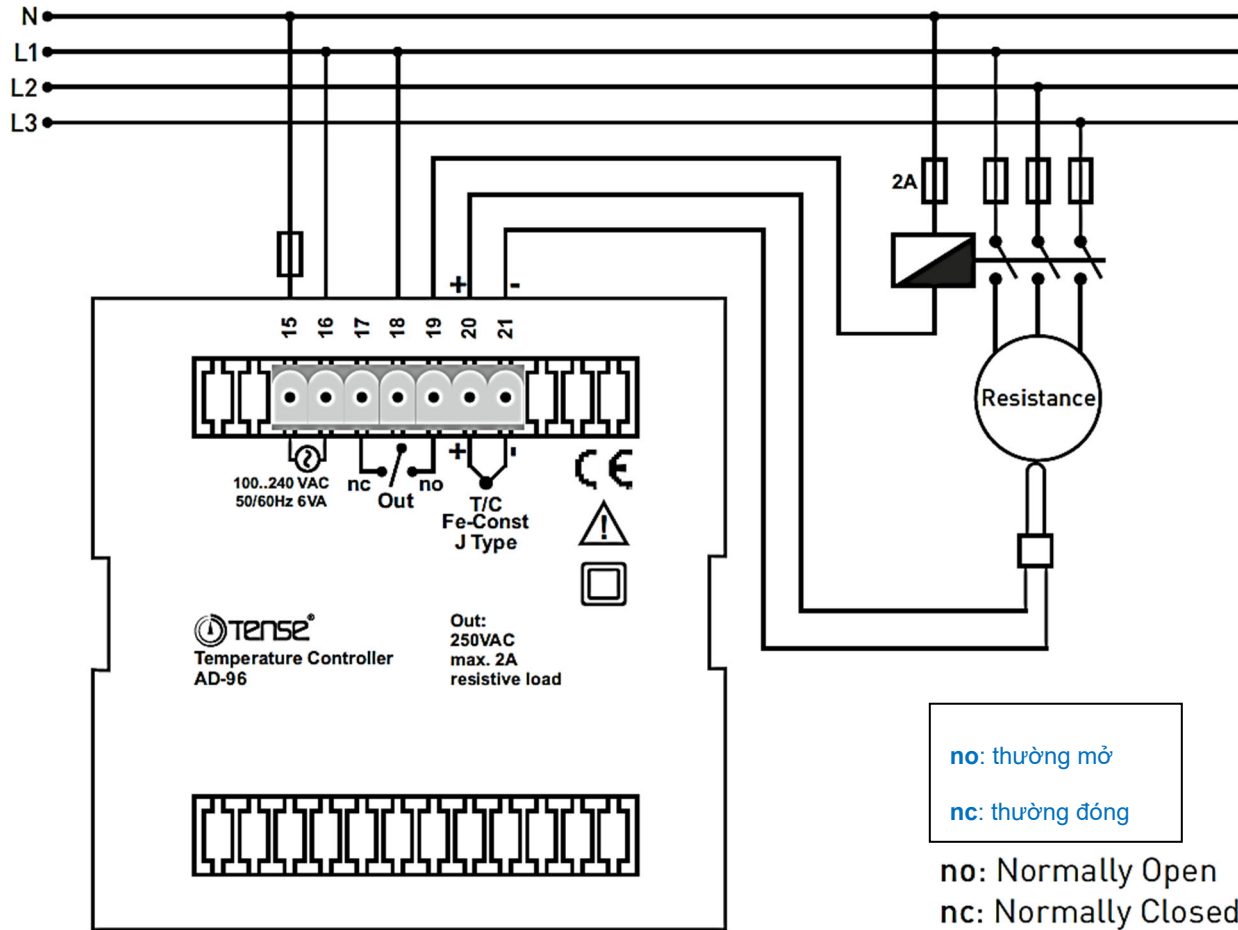 N
L1
L2
L3
2A
+ -
15 16 17 18 19 20 21
Resistance
+ -
100..240 VAC
50/60Hz 6VA
nc Out no
T/C
Fe-Const
J Type
CE
!
TENSE®
Temperature Controller
AD-96
Out:
250VAC
max. 2A
resistive load
no: thường mở
nc: thường đóng
no: Normally Open
nc: Normally Closed